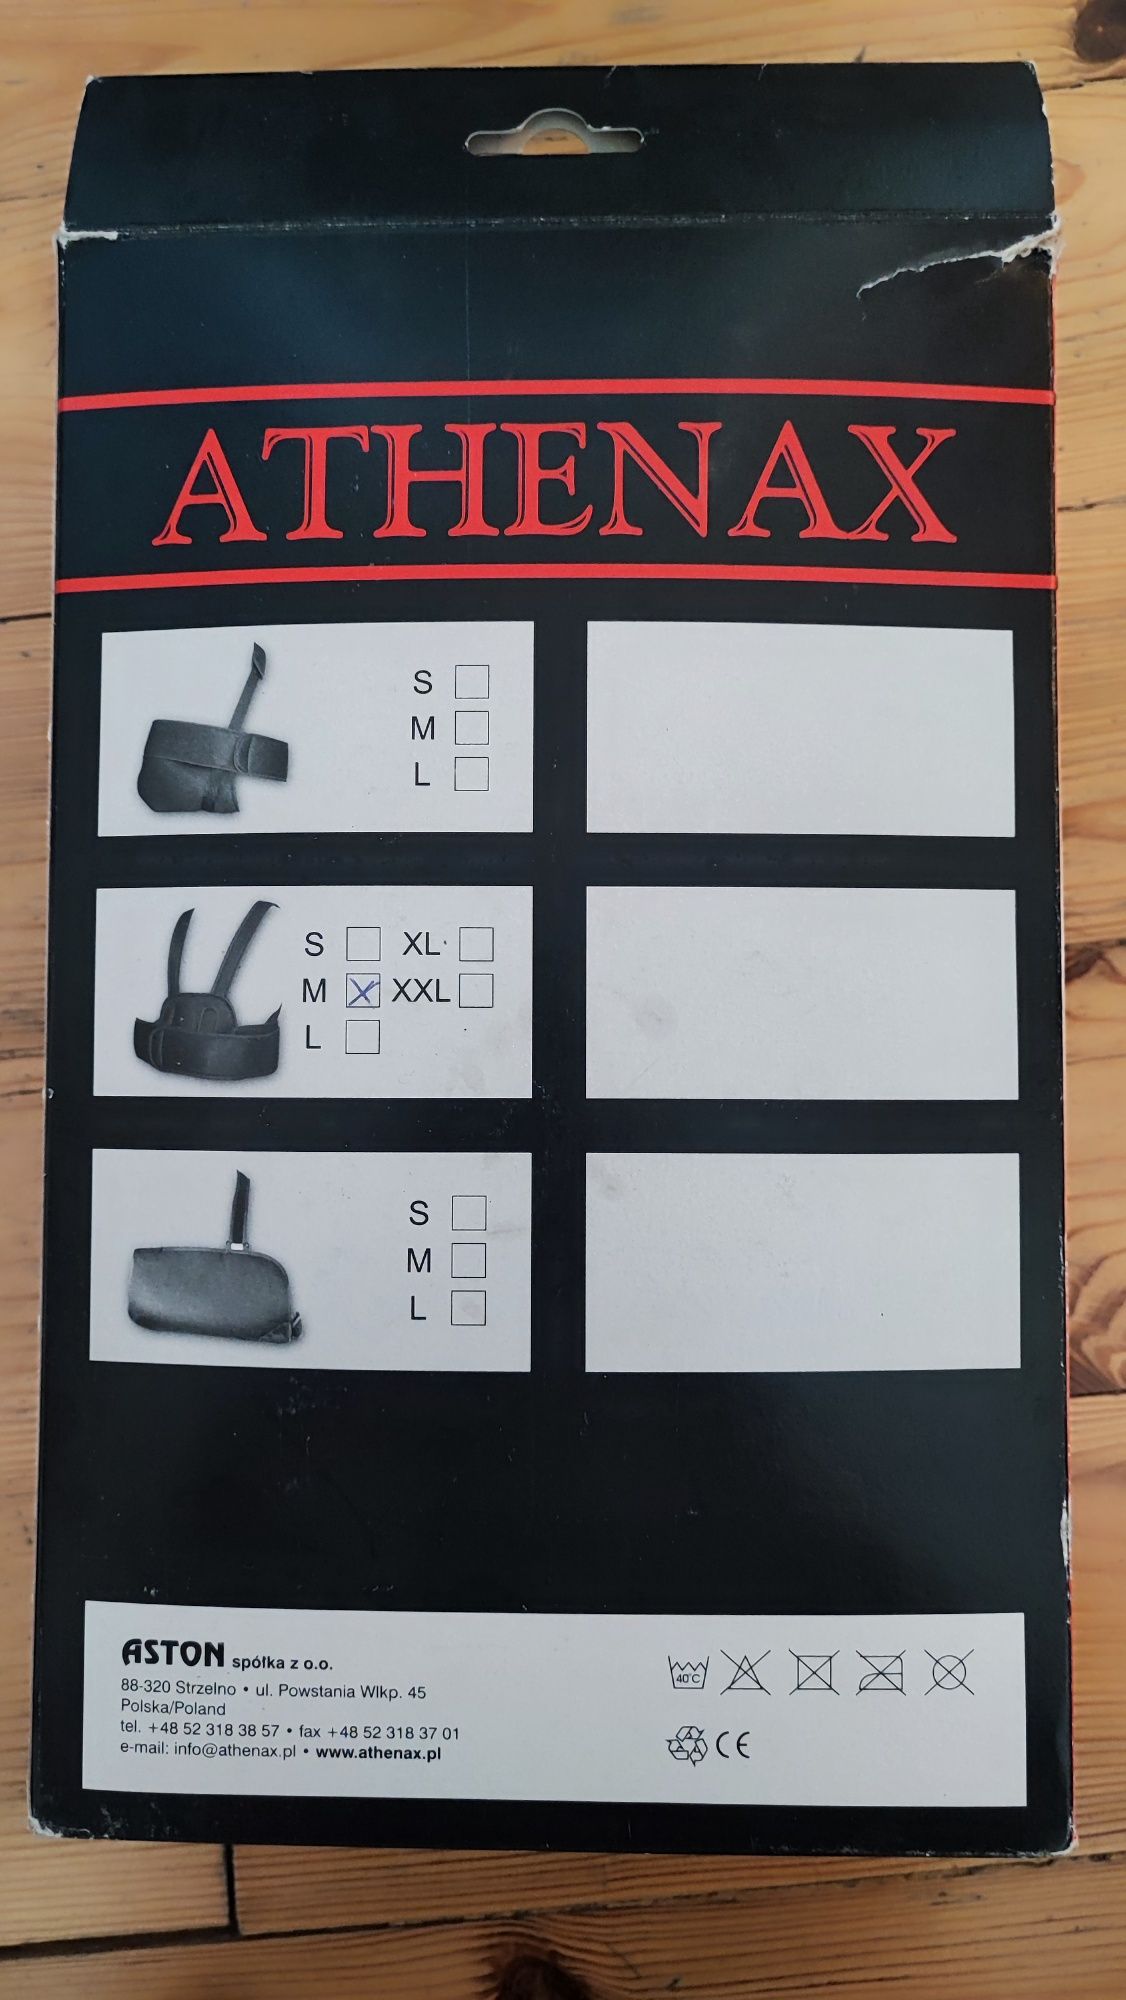 ATHENAX
S
M
L
S XL
M XXL
L
S
M
L
ASTON spółka z o.o.
88-320 Strzelno • ul. Powstania Wlkp. 45
Polska/Poland
tel. +48 52 318 38 57 • fax +48 52 318 37 01
e-mail: info@athenax.pl • www.athenax.pl
40°C
CE